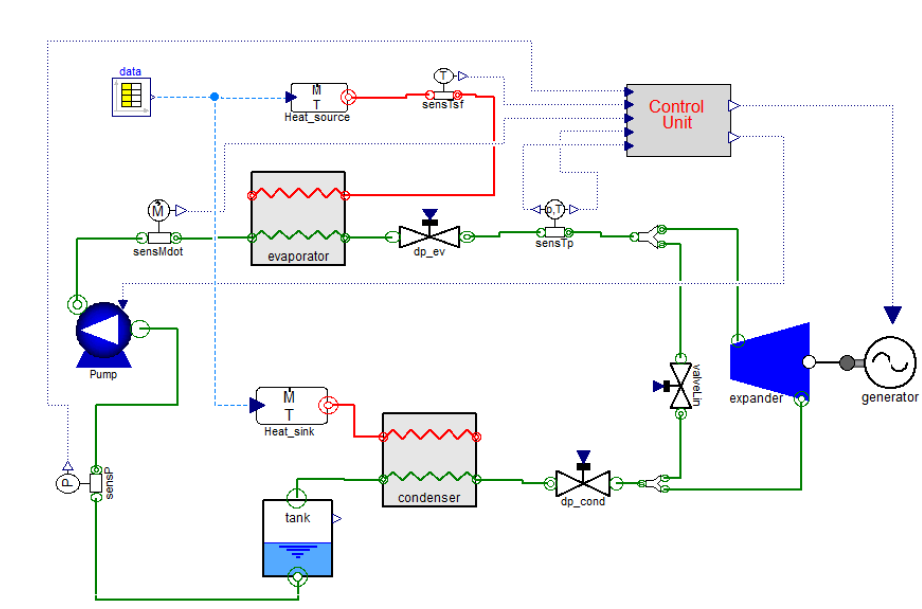 data
M
T
Heat_source
T
sensTsf
Control
Unit
M
sensMdot
evaporator
dp_ev
p,T
sensTp
Pump
valveLin
expander
generator
M
T
Heat_sink
P
sensP
condenser
dp_cond
tank